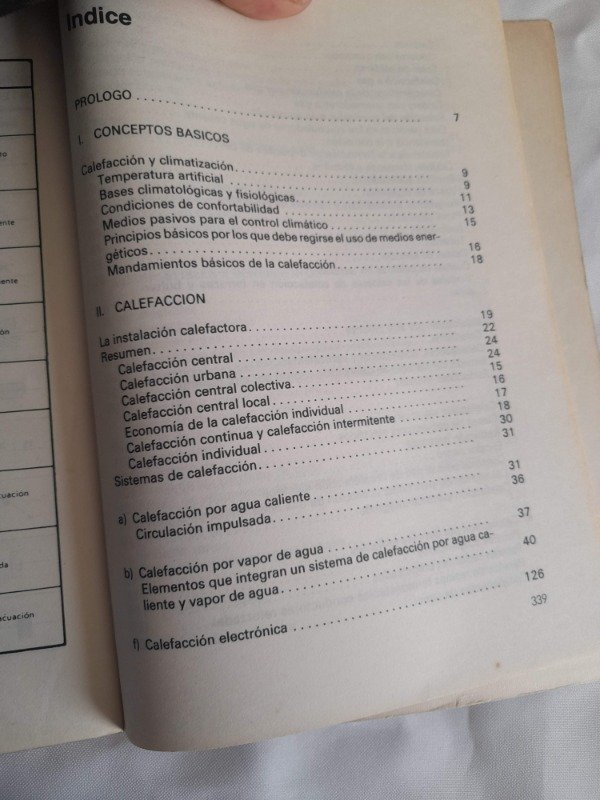 Indice
PROLOGO ........ 7
I. CONCEPTOS BASICOS
Calefacción y climatización ........ 9
Temperatura artificial ........ 9
Bases climatológicas y fisiológicas ........ 11
Condiciones de confortabilidad ........ 13
Medios pasivos para el control climático ........ 15
Principios básicos por los que debe regirse el uso de medios ener-
géticos ........ 16
Mandamientos básicos de la calefacción ........ 18
II. CALEFACCION
La instalación calefactora ........ 19
Resumen ........ 22
Calefacción central ........ 24
Calefacción urbana ........ 24
Calefacción central colectiva ........ 15
Calefacción central local ........ 16
Economía de la calefacción individual ........ 17
Calefacción continua y calefacción intermitente ........ 18
Calefacción individual ........ 30
Sistemas de calefacción ........ 31
a) Calefacción por agua caliente ........ 31
Circulación impulsada ........ 36
b) Calefacción por vapor de agua ........ 37
Elementos que integran un sistema de calefacción por agua ca-
liente y vapor de agua ........ 40
f) Calefacción electrónica ........ 126
339